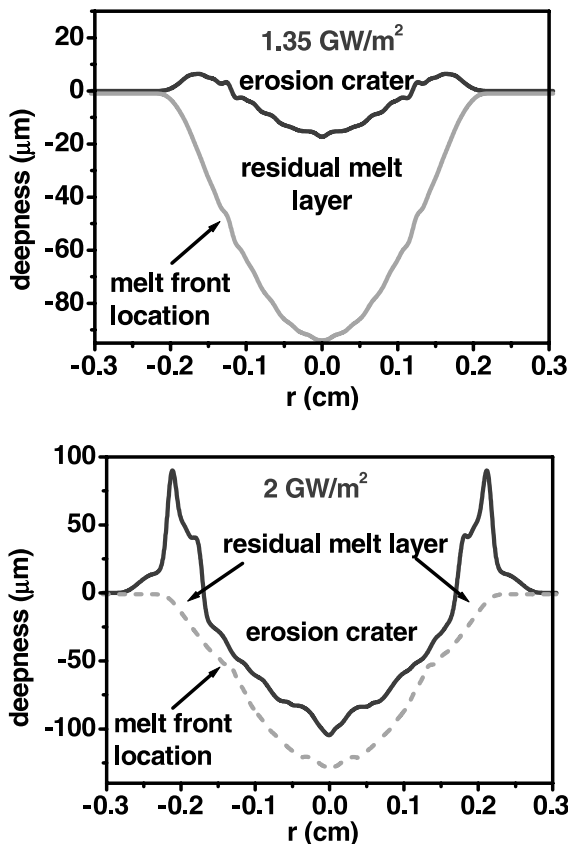 1.35 GW/m²
erosion crater
residual melt
layer
melt front
location
deepness (μm)
20
0
-20
-40
-60
-80
-0.3 -0.2 -0.1 0.0 0.1 0.2 0.3
r (cm)
2 GW/m²
residual melt layer
erosion crater
melt front
location
deepness (μm)
100
50
0
-50
-100
-0.3 -0.2 -0.1 0.0 0.1 0.2 0.3
r (cm)